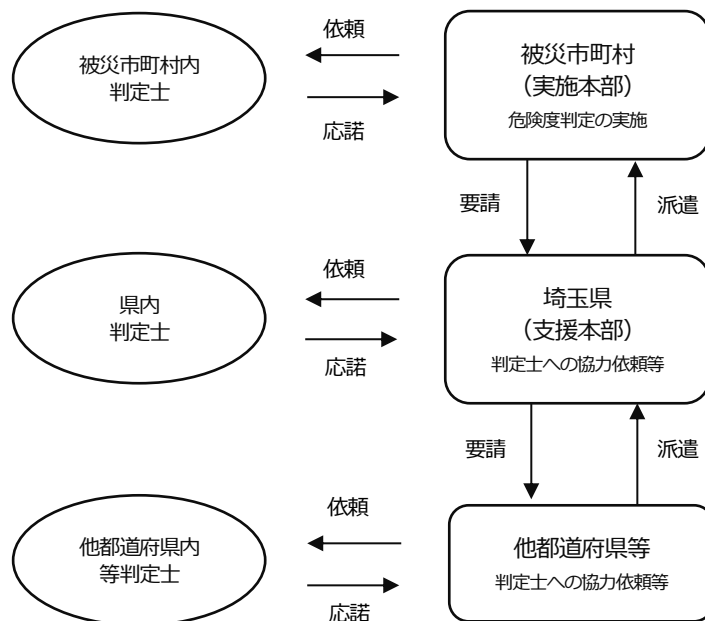 依頼
被災市町村内
判定士
応諾
被災市町村
（実施本部）
危険度判定の実施
要請
派遣
依頼
県内
判定士
応諾
埼玉県
（支援本部）
判定士への協力依頼等
要請
派遣
依頼
他都道府県内
等判定士
応諾
他都道府県等
判定士への協力依頼等